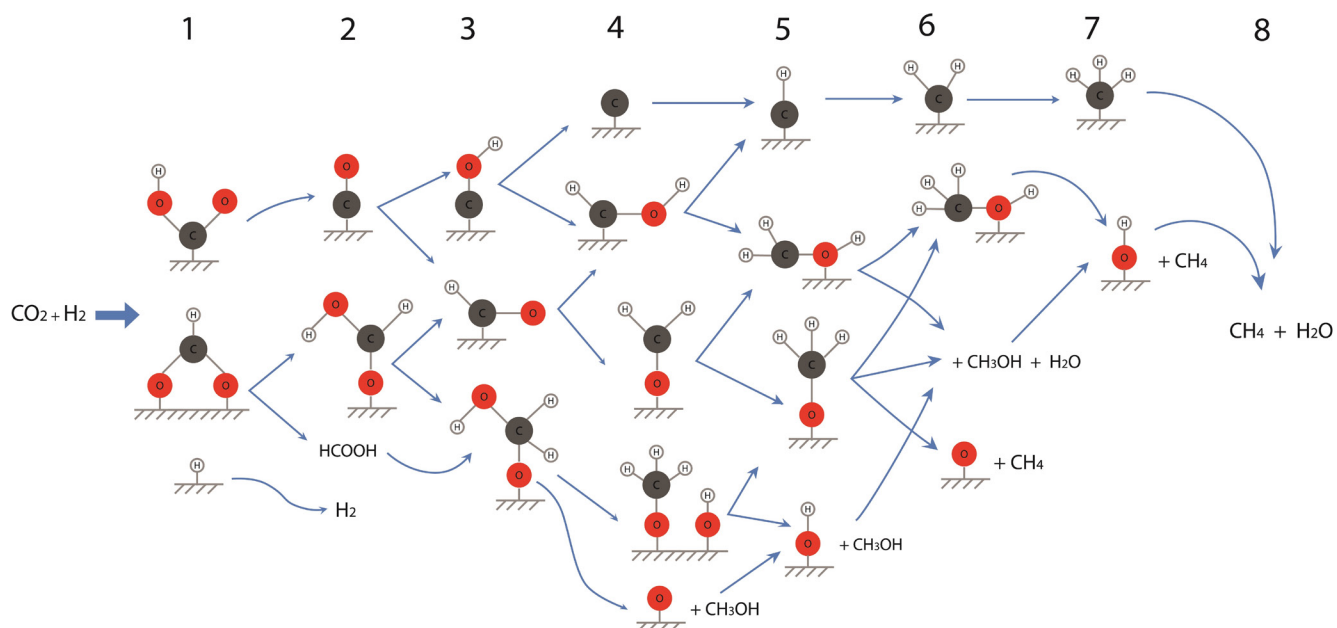 1 2 3 4 5 6 7 8
C
H
C
H H
C
H H H
C
H
O O
C
O
C
H
O
C
H H
C O
H H H H
C O
H
O + CH₄
H H H
C O
CO₂ + H₂
H
C
O O
O H
H C
O
H
C O
H H
C
O
H H H
C
O
+ CH₃OH + H₂O
CH₄ + H₂O
O H
H C H
O
HCOOH
H
H₂
H H H
C H
O O
O + CH₄
H
O + CH₃OH
O + CH₃OH